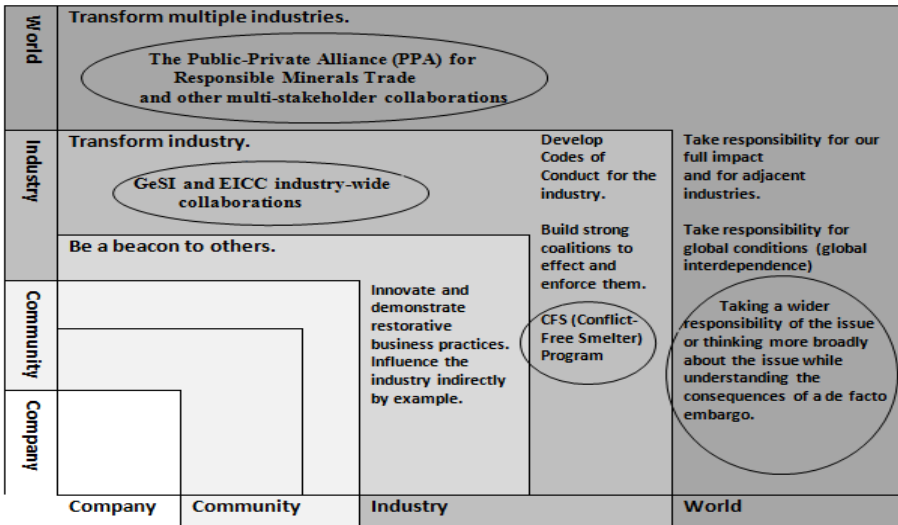 World
Transform multiple industries.
The Public-Private Alliance (PPA) for
Responsible Minerals Trade
and other multi-stakeholder collaborations
Industry
Transform industry.
GeSI and EICC industry-wide
collaborations
Develop
Codes of
Conduct for the
industry.
Build strong
coalitions to
effect and
enforce them.
CFS (Conflict-
Free Smelter)
Program
Take responsibility for our
full impact
and for adjacent
industries.
Take responsibility for
global conditions (global
interdependence)
Taking a wider
responsibility of the issue
or thinking more broadly
about the issue while
understanding the
consequences of a de facto
embargo.
Be a beacon to others.
Innovate and
demonstrate
restorative
business practices.
Influence the
industry indirectly
by example.
Community
Company
Company
Community
Industry
World